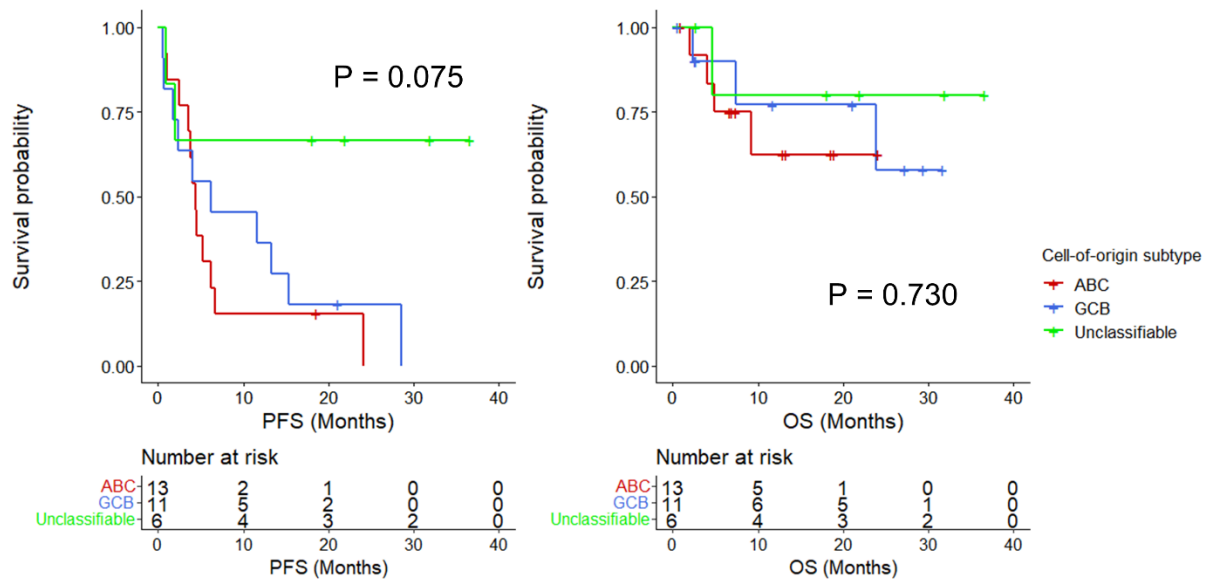 Survival probability
1.00
0.75
0.50
0.25
0.00
P = 0.075
0 10 20 30 40
PFS (Months)
Number at risk
ABC 13 2 1 0 0
GCB 11 5 2 0 0
Unclassifiable 6 4 3 2 0
0 10 20 30 40
PFS (Months)
Survival probability
1.00
0.75
0.50
0.25
0.00
P = 0.730
0 10 20 30 40
OS (Months)
Number at risk
ABC 13 5 1 0 0
GCB 11 6 5 1 0
Unclassifiable 6 4 3 2 0
0 10 20 30 40
OS (Months)
Cell-of-origin subtype
ABC
GCB
Unclassifiable